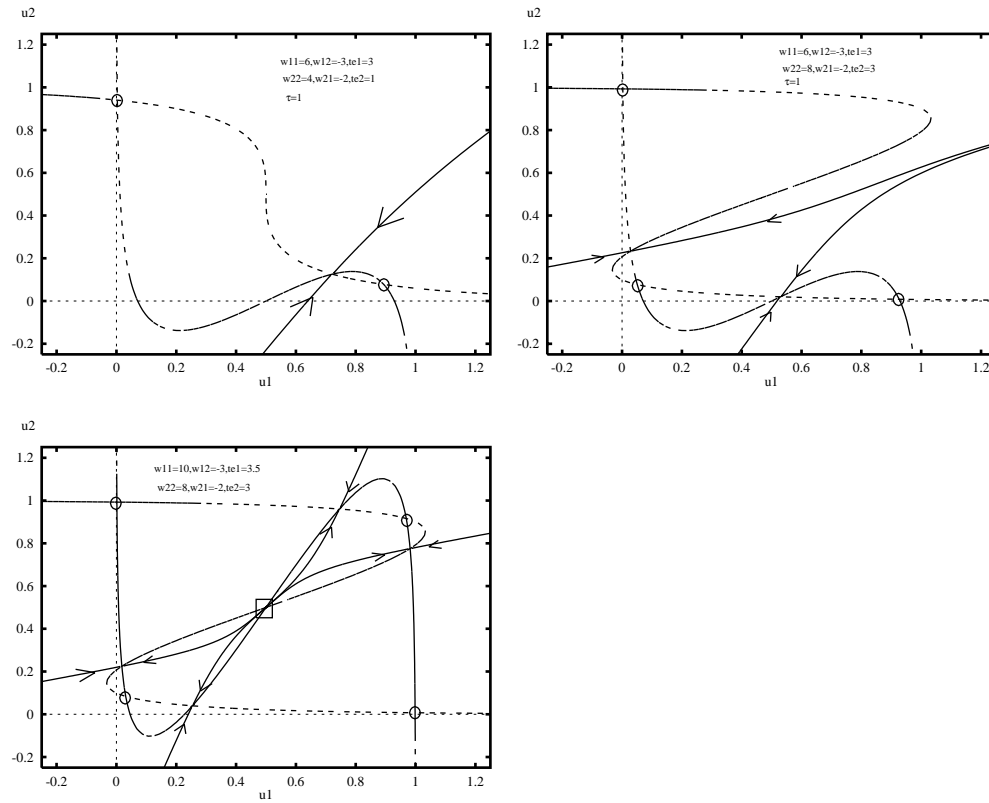 u2
1.2
1
0.8
0.6
0.4
0.2
0
-0.2
w11=6,w12=-3,te1=3
w22=4,w21=-2,te2=1
τ=1
-0.2 0 0.2 0.4 0.6 0.8 1 1.2
u1
u2
1.2
1
0.8
0.6
0.4
0.2
0
-0.2
w11=6,w12=-3,te1=3
w22=8,w21=-2,te2=3
τ=1
-0.2 0 0.2 0.4 0.6 0.8 1 1.2
u1
u2
1.2
1
0.8
0.6
0.4
0.2
0
-0.2
w11=10,w12=-3,te1=3.5
w22=8,w21=-2,te2=3
-0.2 0 0.2 0.4 0.6 0.8 1 1.2
u1